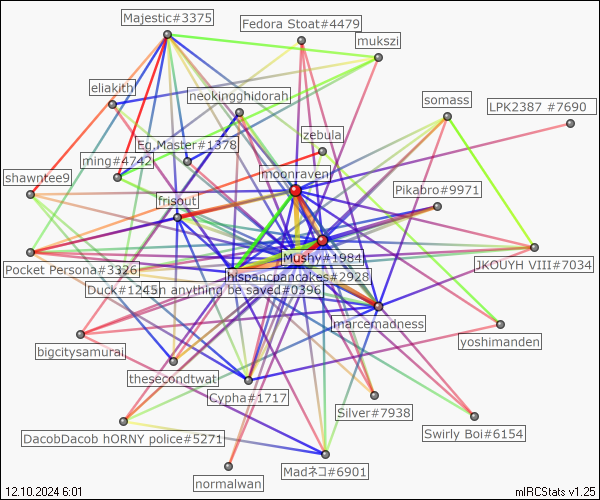 Majestic#3375
Fedora Stoat#4479
mukszi
eliakith
neokingghidorah
somass
LPK2387 #7690
zebula
Eg.Master#1378
ming#4742
moonraven
shawntee9
Pikabro#9971
frisout
Mushy#1984
JKOUYH VIII#7034
Pocket Persona#3326
hispancpancakes#2928
Duck#1245n anything be saved#0396
marcemadness
yoshimanden
bigcitysamurai
thesecondtwat
Cypha#1717
Silver#7938
Swirly Boi#6154
DacobDacob hORNY police#5271
Madネコ#6901
normalwan
12.10.2024 6:01
mIRCStats v1.25